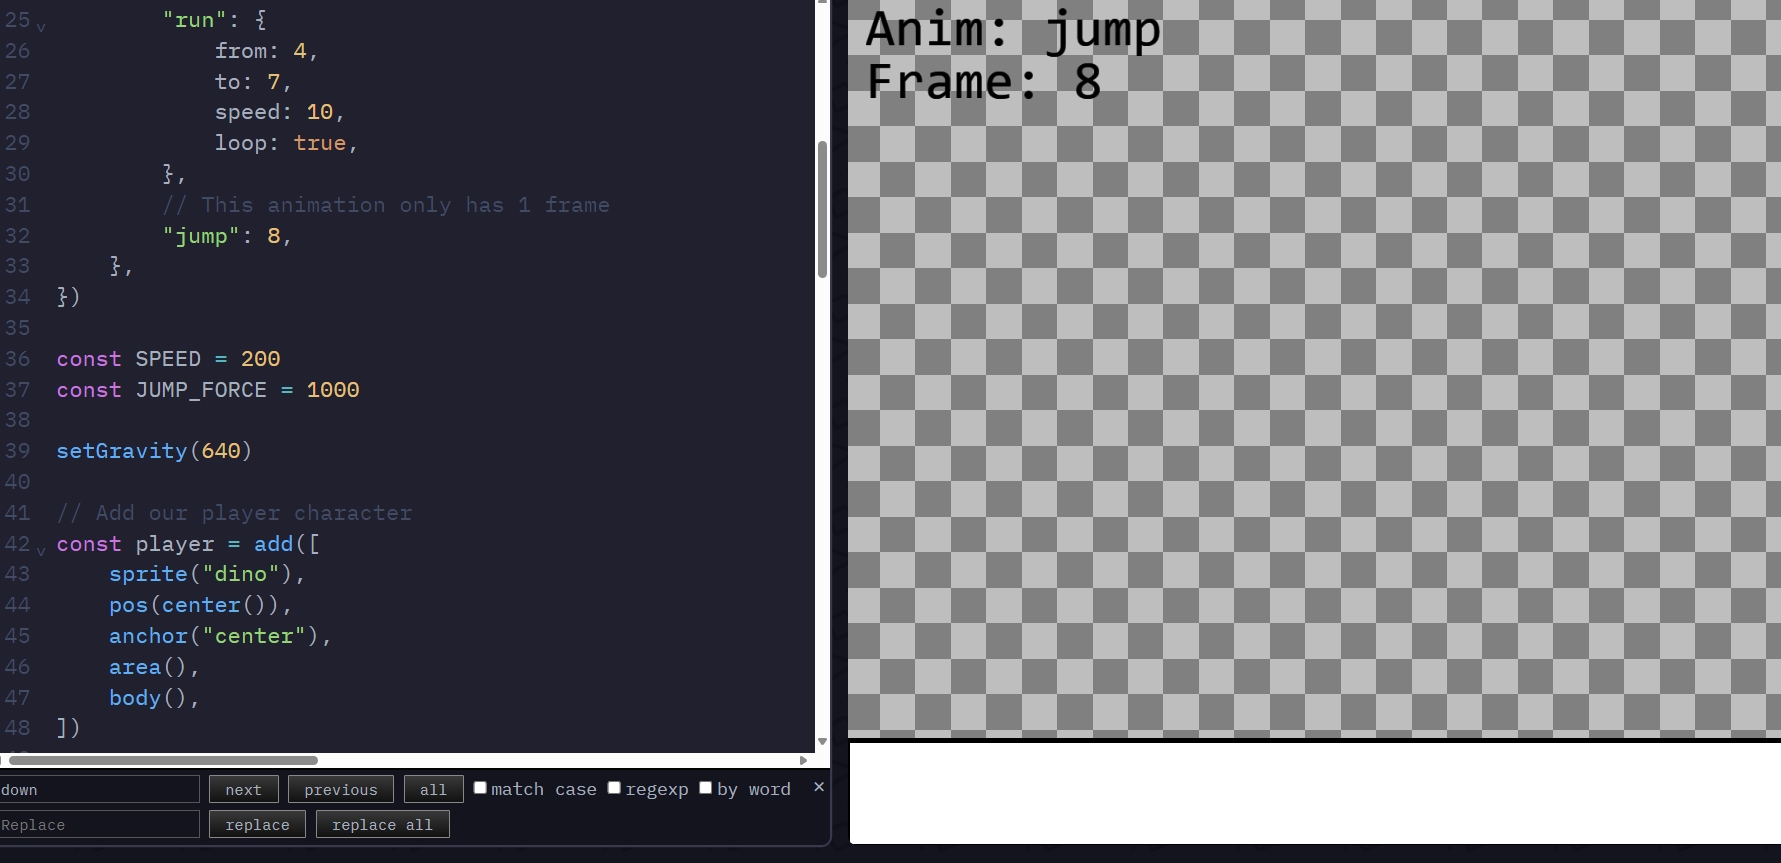 25 "run": {
26 from: 4,
27 to: 7,
28 speed: 10,
29 loop: true,
30 },
31 // This animation only has 1 frame
32 "jump": 8,
33 },
34 })
35
36 const SPEED = 200
37 const JUMP_FORCE = 1000
38
39 setGravity(640)
40
41 // Add our player character
42 const player = add([
43 sprite("dino"),
44 pos(center()),
45 anchor("center"),
46 area(),
47 body(),
48 ])
down next previous all match case regexp by word ×
Replace replace replace all
Anim: jump
Frame: 8